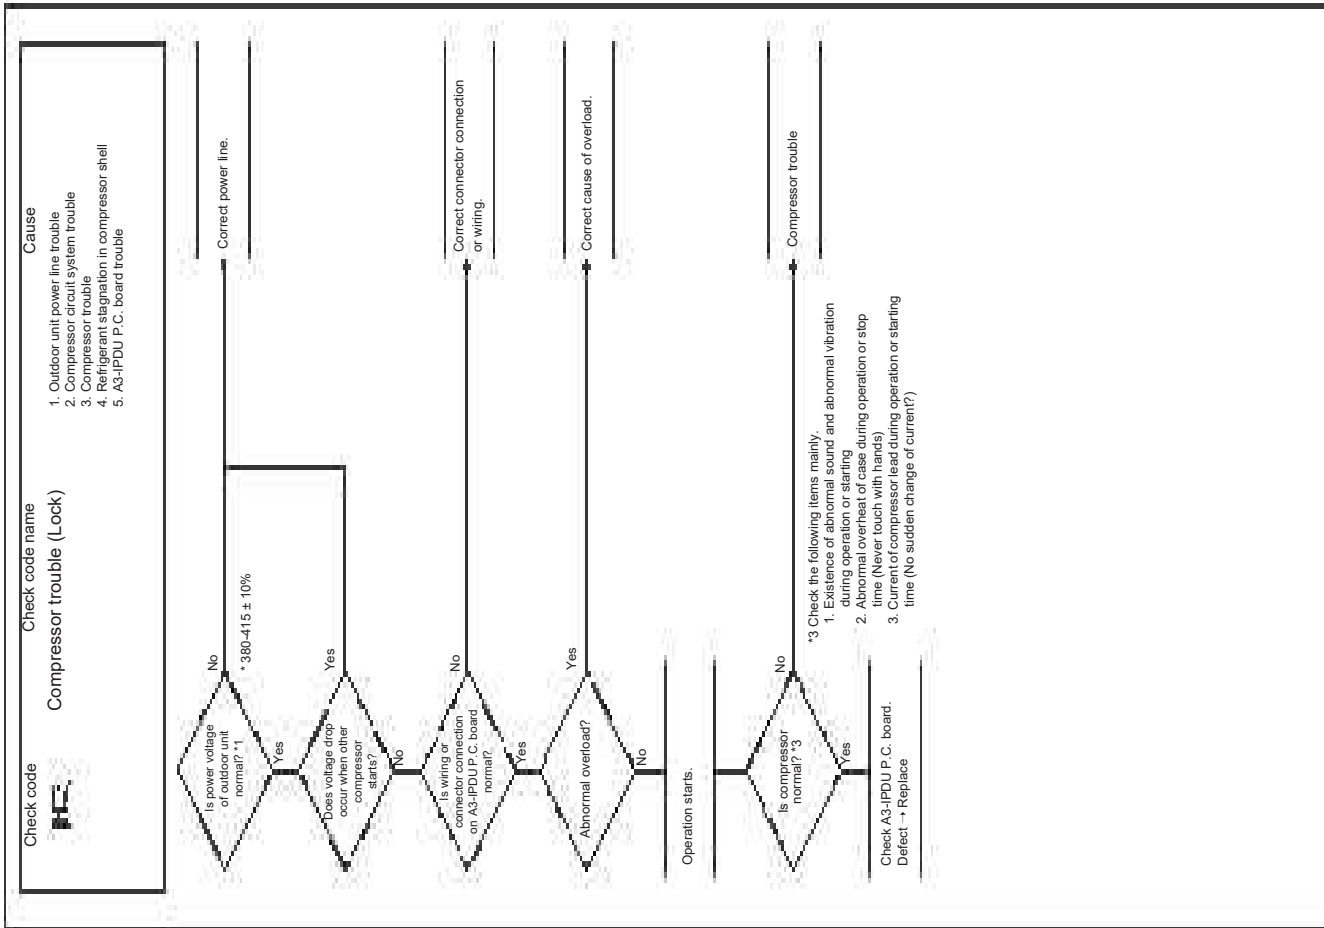 Check code
Check code name
Cause
Compressor trouble (Lock)
1. Outdoor unit power line trouble
2. Compressor circuit system trouble
3. Compressor trouble
4. Refrigerant stagnation in compressor shell
5. A3-IPDU P.C. board trouble
Is power voltage
of outdoor unit
normal? *1
No
* 380-415 ± 10%
Correct power line.
Yes
Does voltage drop
occur when other
compressor
starts?
Yes
No
Is wiring or
connector connection
on A3-IPDU P.C. board
normal?
No
Correct connector connection
or wiring.
Yes
Abnormal overload?
Yes
Correct cause of overload.
No
Operation starts.
Is compressor
normal? *3
No
Compressor trouble
*3 Check the following items mainly.
1. Existence of abnormal sound and abnormal vibration
during operation or starting
2. Abnormal overheat of case during operation or stop
time (Never touch with hands)
3. Current of compressor lead during operation or starting
time (No sudden change of current?)
Yes
Check A3-IPDU P.C. board.
Defect → Replace